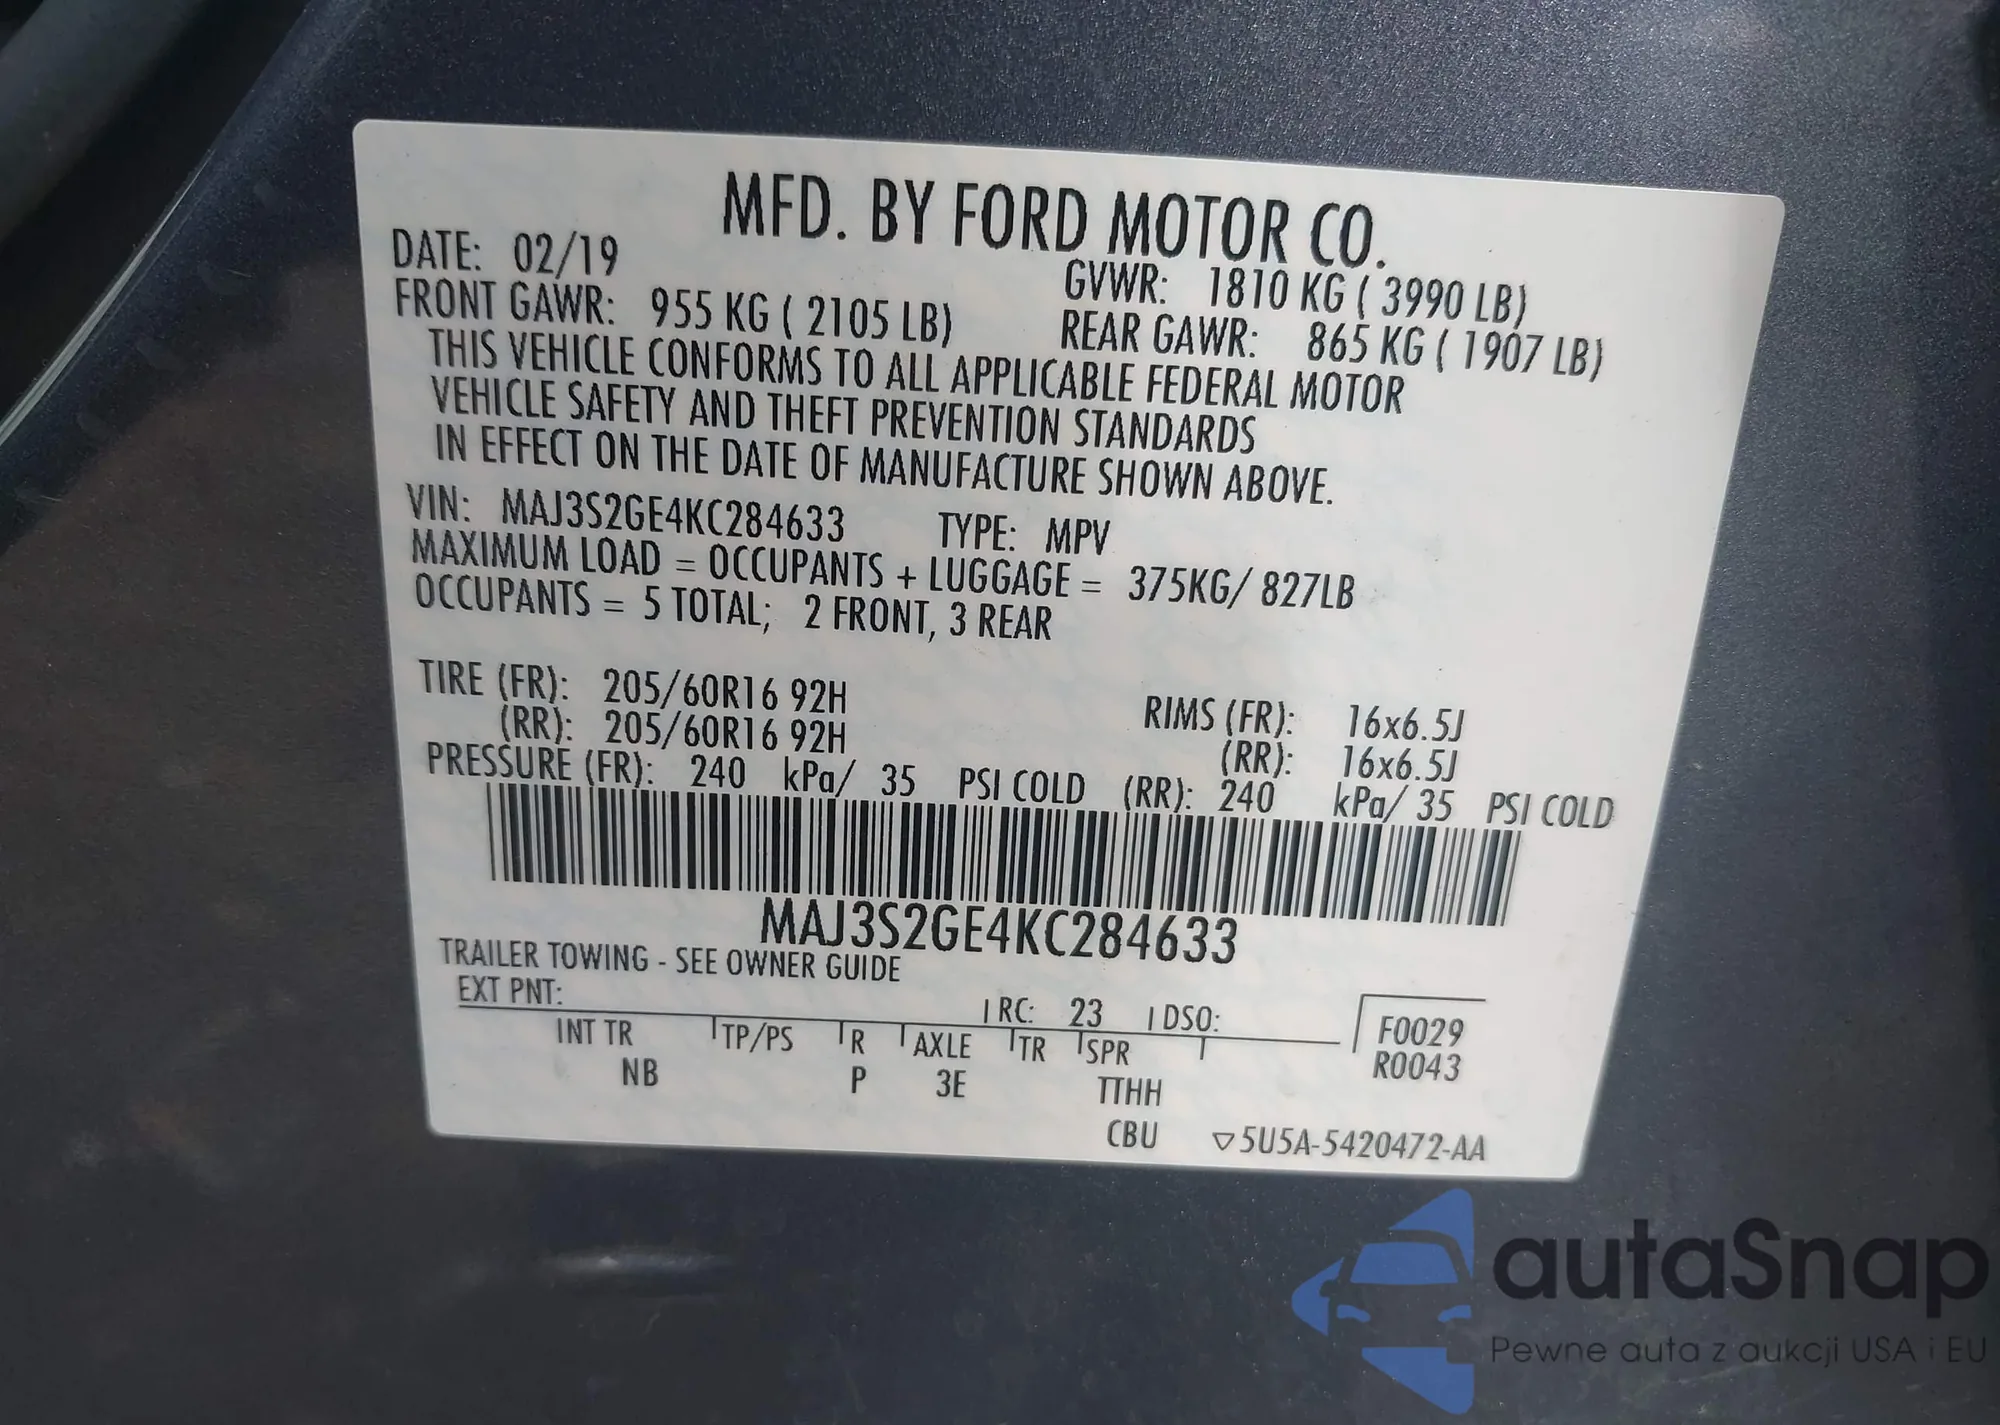 MFD. BY FORD MOTOR CO.
DATE: 02/19 GVWR: 1810 KG ( 3990 LB)
FRONT GAWR: 955 KG ( 2105 LB) REAR GAWR: 865 KG ( 1907 LB)
THIS VEHICLE CONFORMS TO ALL APPLICABLE FEDERAL MOTOR
VEHICLE SAFETY AND THEFT PREVENTION STANDARDS
IN EFFECT ON THE DATE OF MANUFACTURE SHOWN ABOVE.
VIN: MAJ3S2GE4KC284633 TYPE: MPV
MAXIMUM LOAD = OCCUPANTS + LUGGAGE = 375KG/ 827LB
OCCUPANTS = 5 TOTAL; 2 FRONT, 3 REAR
TIRE (FR): 205/60R16 92H RIMS (FR): 16x6.5J
(RR): 205/60R16 92H (RR): 16x6.5J
PRESSURE (FR): 240 kPa/ 35 PSI COLD (RR): 240 kPa/ 35 PSI COLD
MAJ3S2GE4KC284633
TRAILER TOWING - SEE OWNER GUIDE
EXT PNT: RC: 23 DSO:
INT TR TP/PS R AXLE TR SPR F0029
NB P 3E TTHH R0043
CBU ▽5U5A-5420472-AA
autaSnap
Pewne auta z aukcji USA i EU